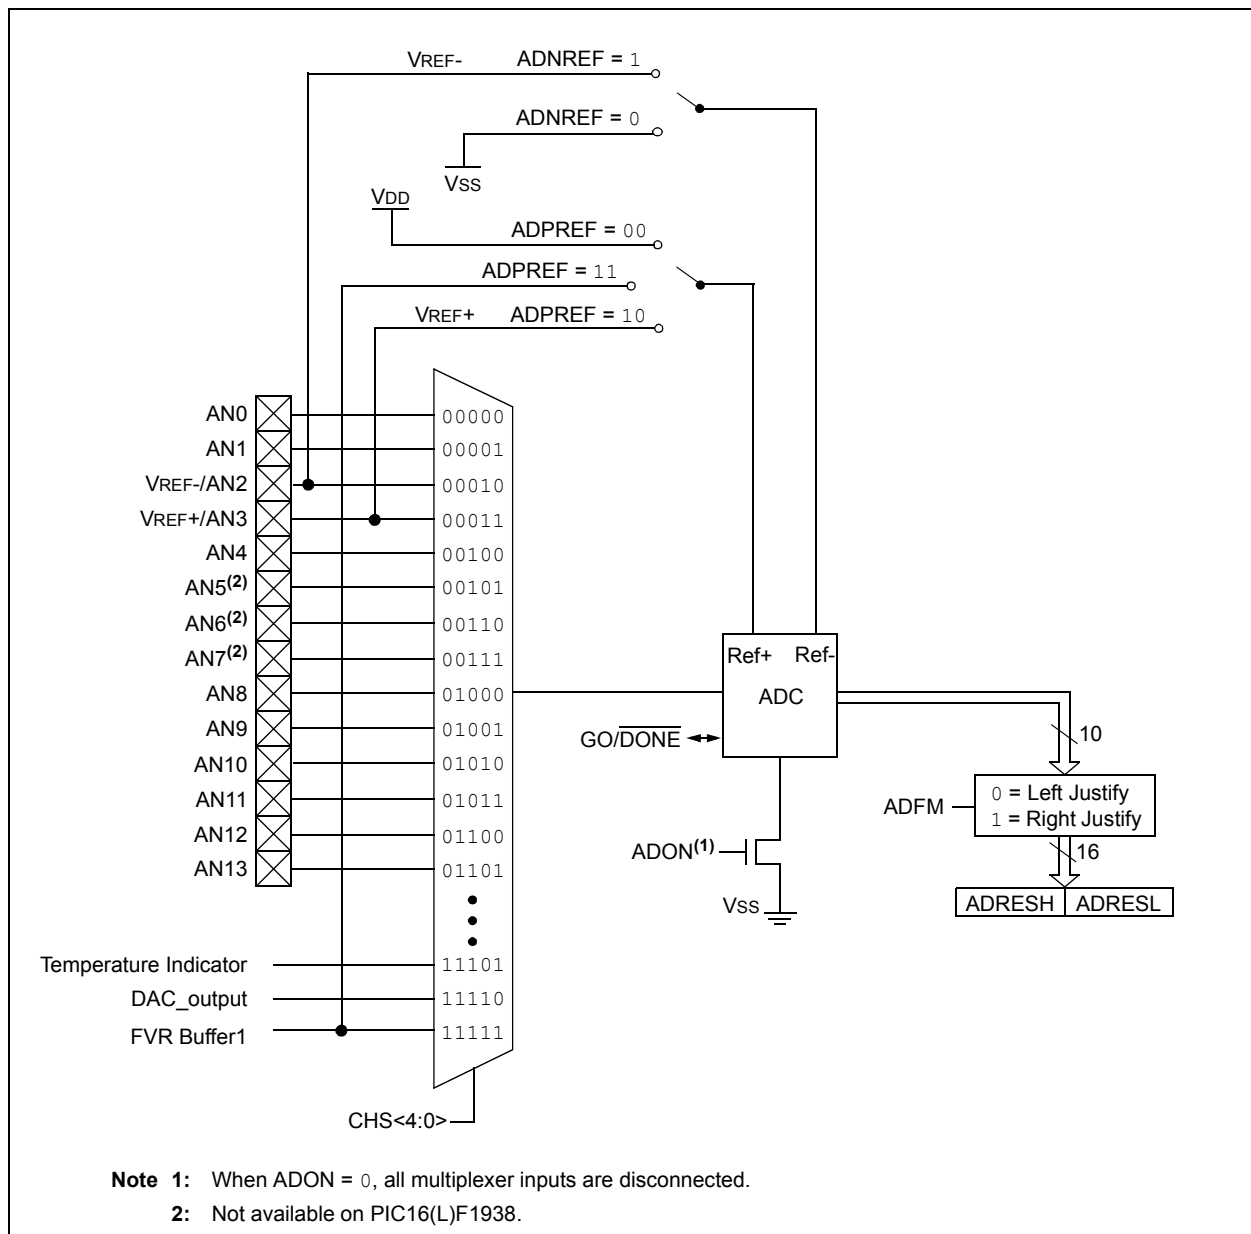 VREF- ADNREF = 1
ADNREF = 0
VSS
VDD
ADPREF = 00
ADPREF = 11
VREF+ ADPREF = 10
AN0 00000
AN1 00001
VREF-/AN2 00010
VREF+/AN3 00011
AN4 00100
AN5(2) 00101
AN6(2) 00110
AN7(2) 00111
Ref+ Ref-
AN8 01000
ADC
AN9 01001
GO/DONE
10
AN10 01010
AN11 01011
ADFM
0 = Left Justify
1 = Right Justify
AN12 01100
ADON(1)
16
AN13 01101
VSS
ADRESH ADRESL
Temperature Indicator 11101
DAC_output 11110
FVR Buffer1 11111
CHS<4:0>
Note 1: When ADON = 0, all multiplexer inputs are disconnected.
2: Not available on PIC16(L)F1938.